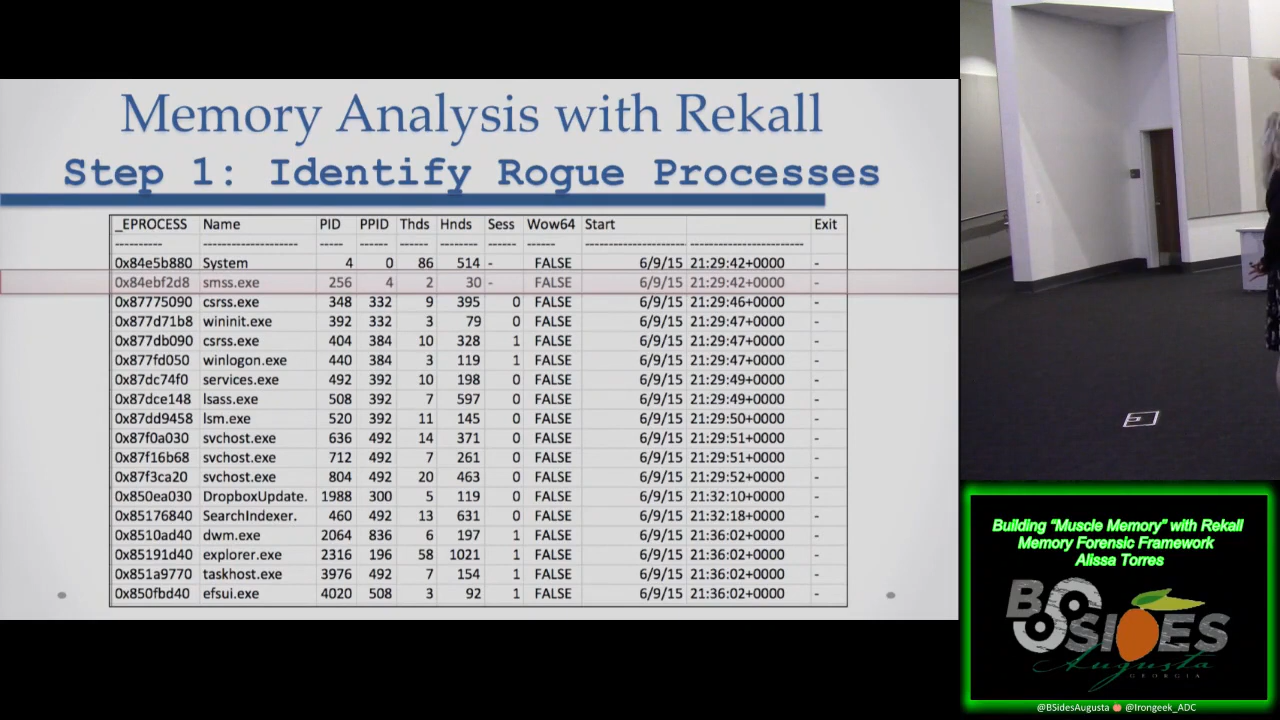 Memory Analysis with Rekall
Step 1: Identify Rogue Processes
_EPROCESS Name PID PPID Thds Hnds Sess Wow64 Start Exit
---------- -------------------- ----- ------ ------ -------- ------ ------ ------------------------ ------------------------
0x84e5b880 System 4 0 86 514 - FALSE 6/9/15 21:29:42+0000 -
0x84ebf2d8 smss.exe 256 4 2 30 - FALSE 6/9/15 21:29:42+0000 -
0x87775090 csrss.exe 348 332 9 395 0 FALSE 6/9/15 21:29:46+0000 -
0x877d71b8 wininit.exe 392 332 3 79 0 FALSE 6/9/15 21:29:47+0000 -
0x877db090 csrss.exe 404 384 10 328 1 FALSE 6/9/15 21:29:47+0000 -
0x877fd050 winlogon.exe 440 384 3 119 1 FALSE 6/9/15 21:29:47+0000 -
0x87dc74f0 services.exe 492 392 10 198 0 FALSE 6/9/15 21:29:49+0000 -
0x87dce148 lsass.exe 508 392 7 597 0 FALSE 6/9/15 21:29:49+0000 -
0x87dd9458 lsm.exe 520 392 11 145 0 FALSE 6/9/15 21:29:50+0000 -
0x87f0a030 svchost.exe 636 492 14 371 0 FALSE 6/9/15 21:29:51+0000 -
0x87f16b68 svchost.exe 712 492 7 261 0 FALSE 6/9/15 21:29:51+0000 -
0x87f3ca20 svchost.exe 804 492 20 463 0 FALSE 6/9/15 21:29:52+0000 -
0x850ea030 DropboxUpdate. 1988 300 5 119 0 FALSE 6/9/15 21:32:10+0000 -
0x85176840 SearchIndexer. 460 492 13 631 0 FALSE 6/9/15 21:32:18+0000 -
0x8510ad40 dwm.exe 2064 836 6 197 1 FALSE 6/9/15 21:36:02+0000 -
0x85191d40 explorer.exe 2316 196 58 1021 1 FALSE 6/9/15 21:36:02+0000 -
0x851a9770 taskhost.exe 3976 492 7 154 1 FALSE 6/9/15 21:36:02+0000 -
0x850fbd40 efsui.exe 4020 508 3 92 1 FALSE 6/9/15 21:36:02+0000 -
Building “Muscle Memory” with Rekall
Memory Forensic Framework
Alissa Torres
BSIDES
Augusta
GEORGIA
@BSidesAugusta @Irongeek_ADC